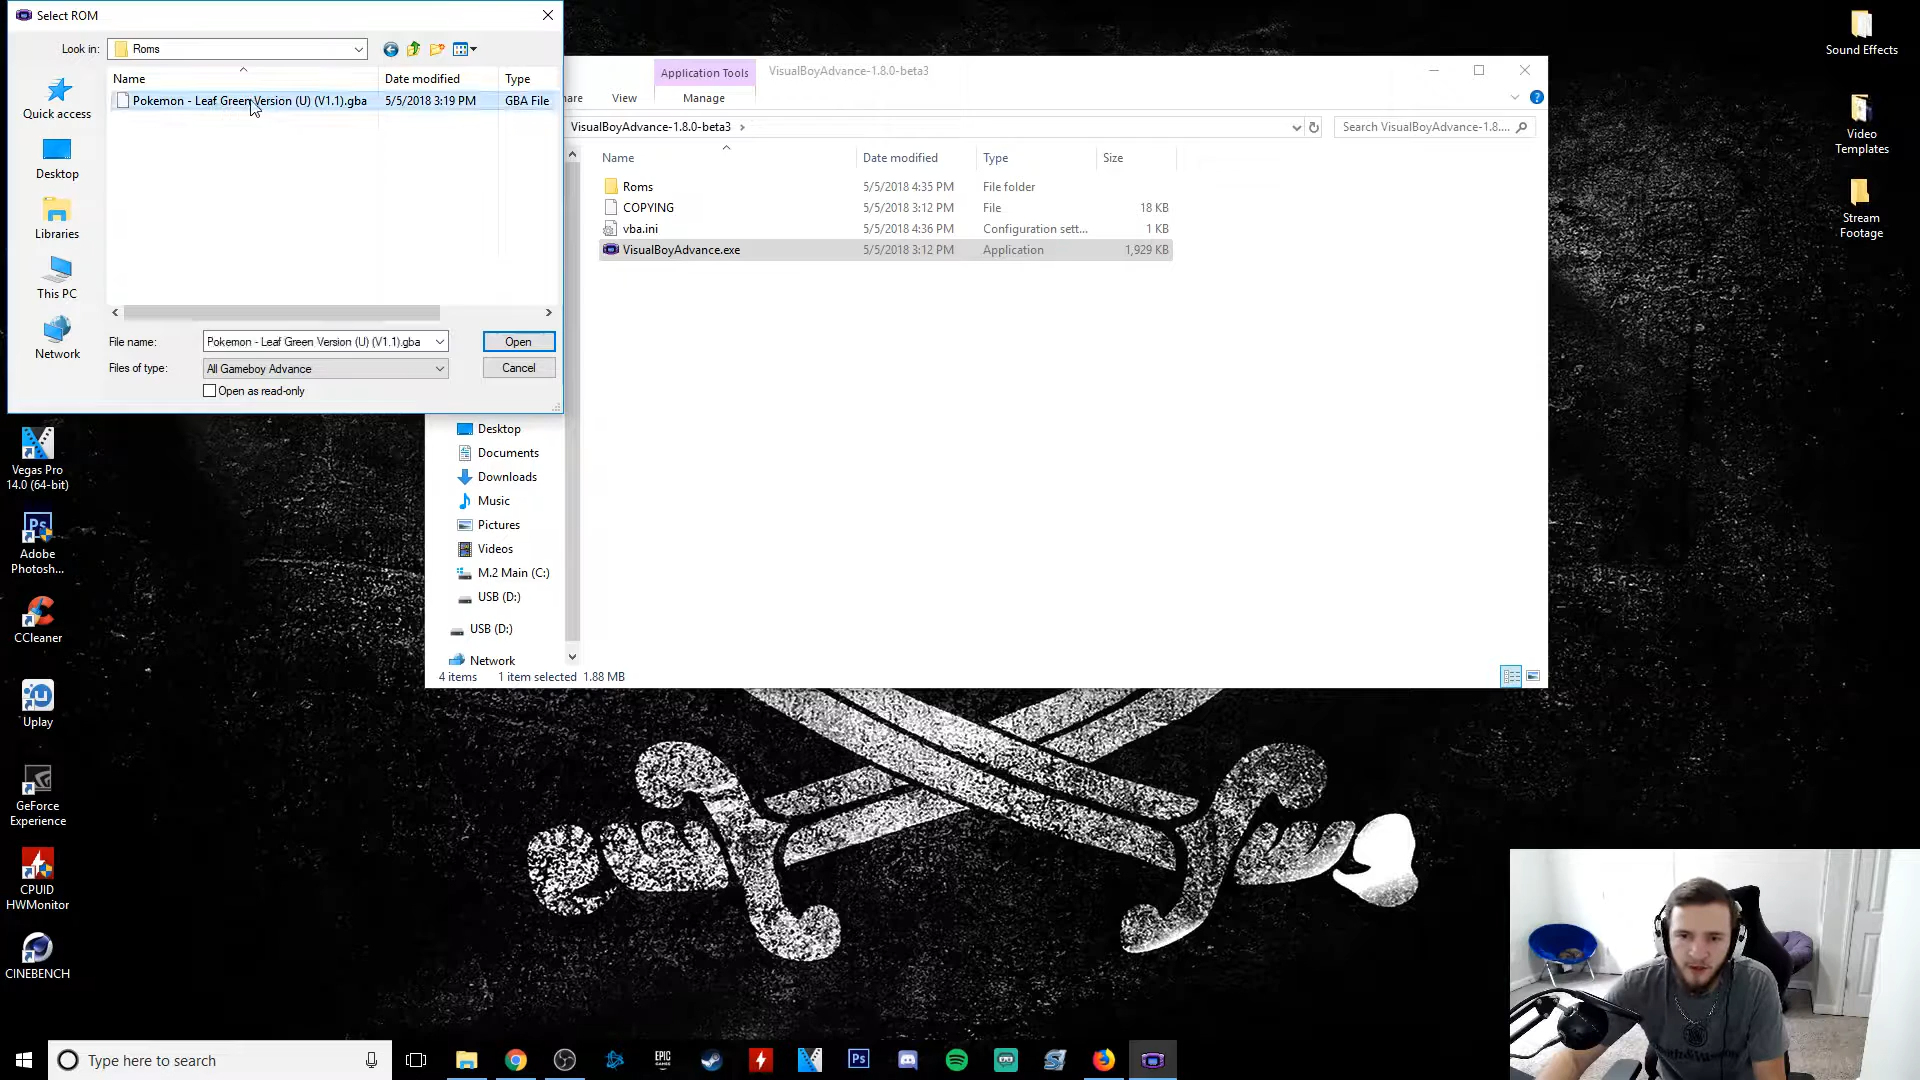 Select ROM
Look in: Roms
Name Date modified Type
Pokemon - Leaf Green Version (U) (V1.1).gba 5/5/2018 3:19 PM GBA File
Quick access
Desktop
Libraries
This PC
Network
File name: Pokemon - Leaf Green Version (U) (V1.1).gba Open
Files of type: All Gameboy Advance Cancel
Open as read-only
Application Tools VisualBoyAdvance-1.8.0-beta3
hare View Manage
VisualBoyAdvance-1.8.0-beta3 Search VisualBoyAdvance-1.8....
Name Date modified Type Size
Roms 5/5/2018 4:35 PM File folder
COPYING 5/5/2018 3:12 PM File 18 KB
vba.ini 5/5/2018 4:36 PM Configuration sett... 1 KB
VisualBoyAdvance.exe 5/5/2018 3:12 PM Application 1,929 KB
Desktop
Documents
Downloads
Music
Pictures
Videos
M.2 Main (C:)
USB (D:)
USB (D:)
Network
4 items 1 item selected 1.88 MB
Sound Effects
Video
Templates
Stream
Footage
Vegas Pro
14.0 (64-bit)
Adobe
Photosh...
CCleaner
Uplay
GeForce
Experience
CPUID
HWMonitor
CINEBENCH
Type here to search
EPIC
GAMES
Ps